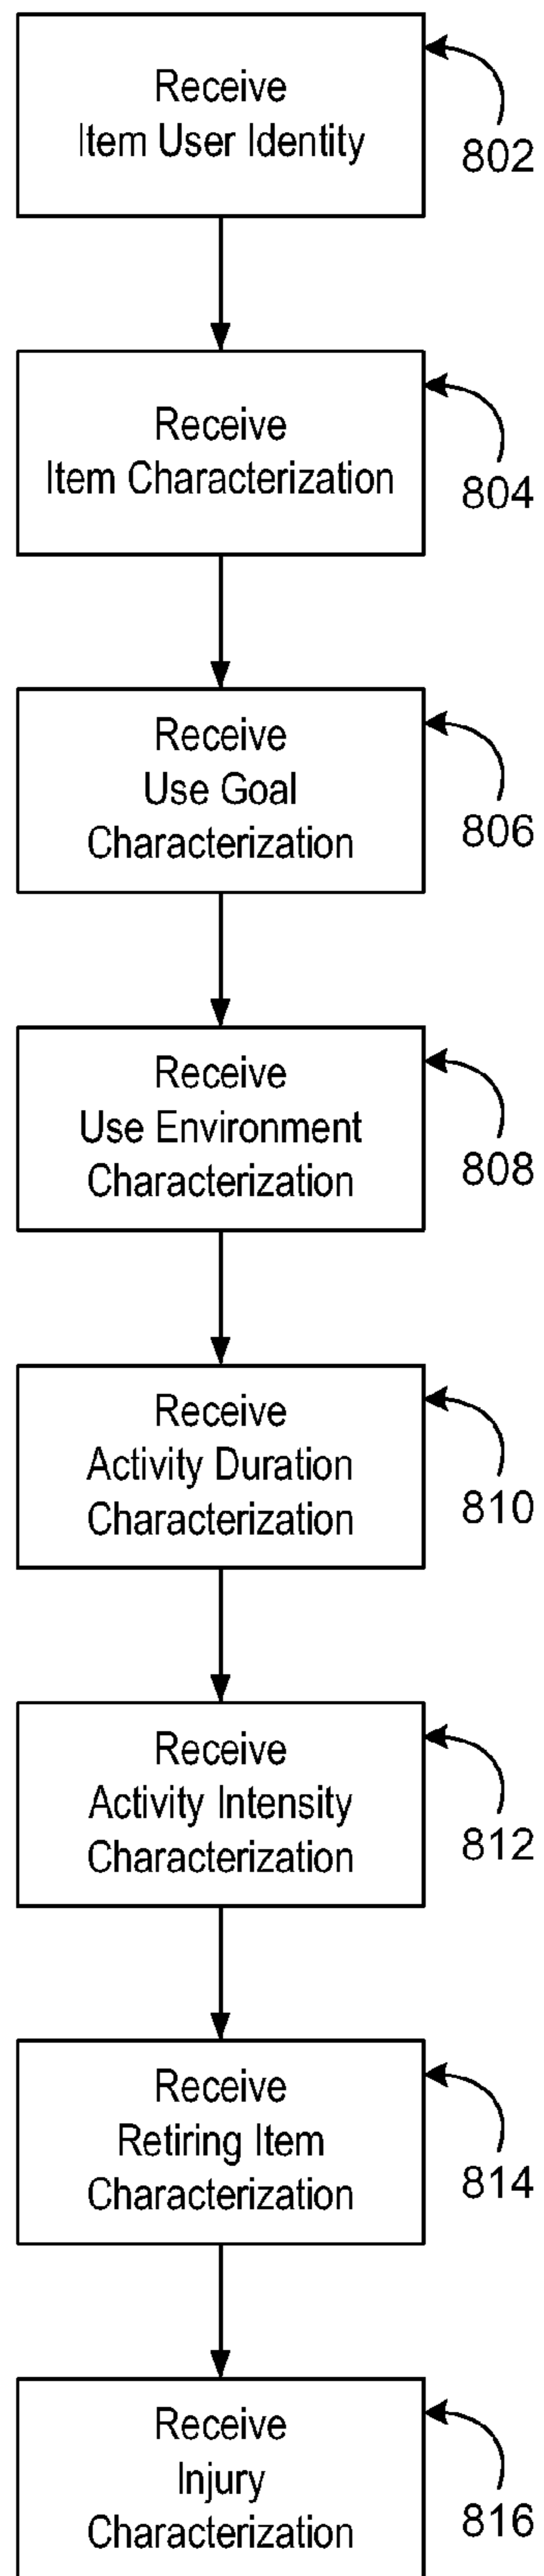 Receive
Item User Identity
802
Receive
Item Characterization
804
Receive
Use Goal
Characterization
806
Receive
Use Environment
Characterization
808
Receive
Activity Duration
Characterization
810
Receive
Activity Intensity
Characterization
812
Receive
Retiring Item
Characterization
814
Receive
Injury
Characterization
816